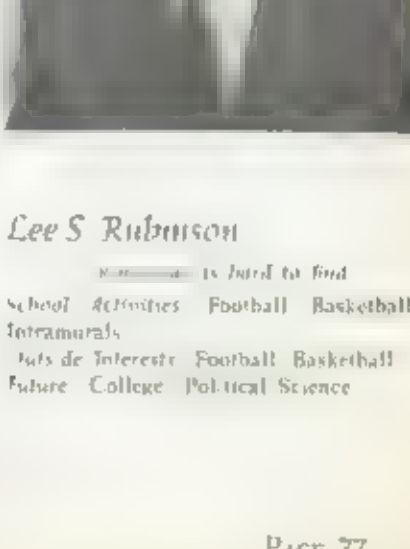 Lee S Rubinson
is hard to find
School Activities Football Basketball
Intramurals
Outside Interests Football Basketball
Future College Political Science
Page 77